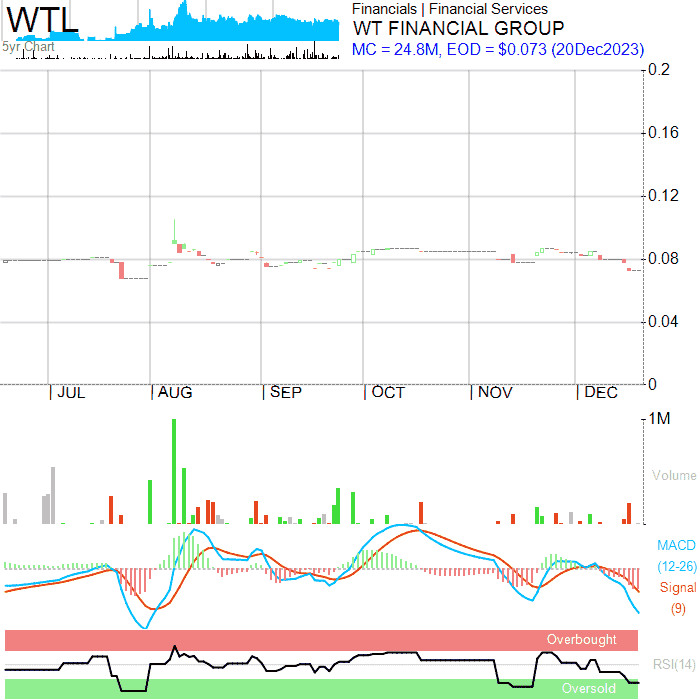 WTL
5yr Chart
Financials | Financial Services
WT FINANCIAL GROUP
MC = 24.8M, EOD = $0.073 (20Dec2023)
0.2
0.16
0.12
0.08
0.04
0
JUL AUG SEP OCT NOV DEC
1M
Volume
MACD
(12-26)
Signal
(9)
Overbought
RSI(14)
Oversold